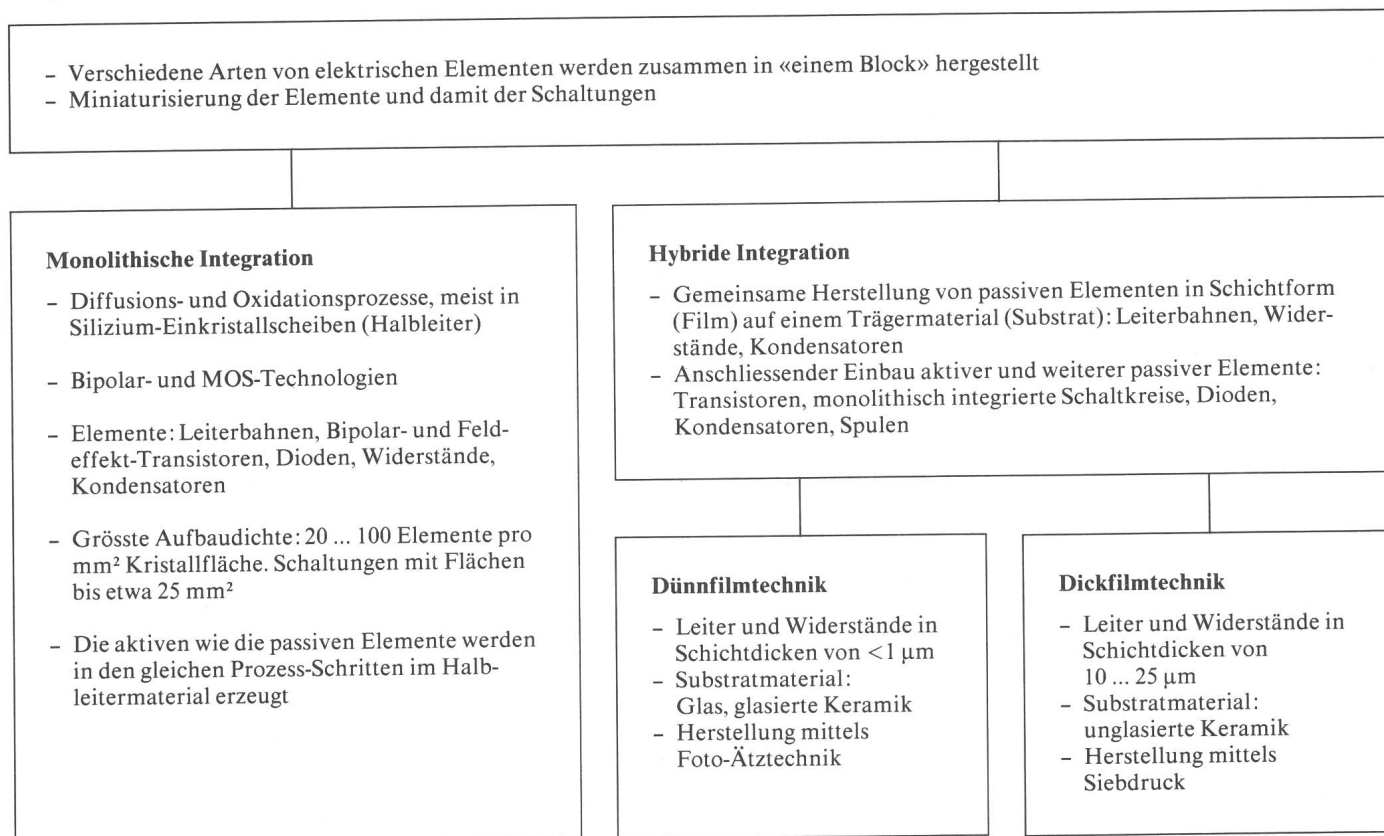 – Verschiedene Arten von elektrischen Elementen werden zusammen in «einem Block» hergestellt
– Miniaturisierung der Elemente und damit der Schaltungen
Monolithische Integration
– Diffusions- und Oxidationsprozesse, meist in
Silizium-Einkristallscheiben (Halbleiter)
– Bipolar- und MOS-Technologien
– Elemente: Leiterbahnen, Bipolar- und Feld-
effekt-Transistoren, Dioden, Widerstände,
Kondensatoren
– Grösste Aufbaudichte: 20 ... 100 Elemente pro
mm² Kristallfläche. Schaltungen mit Flächen
bis etwa 25 mm²
– Die aktiven wie die passiven Elemente werden
in den gleichen Prozess-Schritten im Halb-
leitermaterial erzeugt
Hybride Integration
– Gemeinsame Herstellung von passiven Elementen in Schichtform
(Film) auf einem Trägermaterial (Substrat): Leiterbahnen, Wider-
stände, Kondensatoren
– Anschliessender Einbau aktiver und weiterer passiver Elemente:
Transistoren, monolithisch integrierte Schaltkreise, Dioden,
Kondensatoren, Spulen
Dünnfilmtechnik
– Leiter und Widerstände in
Schichtdicken von <1 µm
– Substratmaterial:
Glas, glasierte Keramik
– Herstellung mittels
Foto-Ätztechnik
Dickfilmtechnik
– Leiter und Widerstände in
Schichtdicken von
10 ... 25 µm
– Substratmaterial:
unglasierte Keramik
– Herstellung mittels
Siebdruck